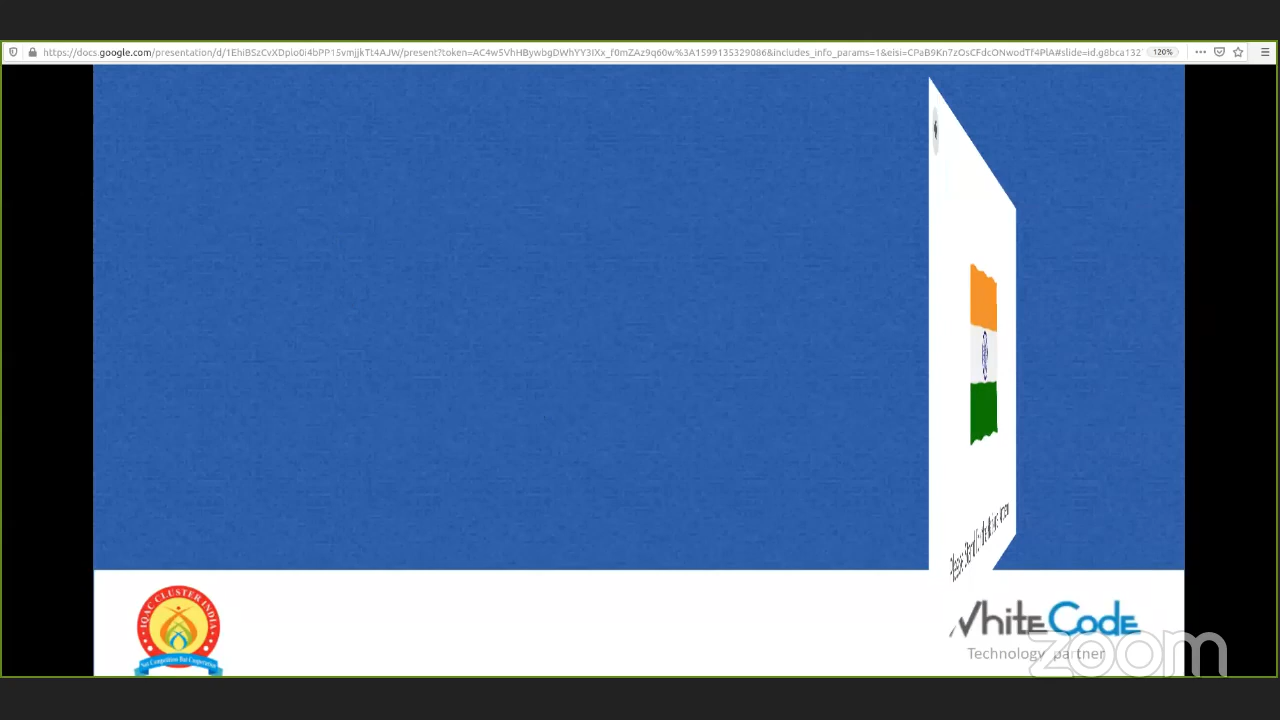 https://docs.google.com/presentation/d/1EhiBSzCvXDpIo0i4bPP15vmjjkTt4AJW/present?token=AC4w5VhHBywbgDWhYY3IXx_f0mZAz9q60w%3A1599135329086&includes_info_params=1&eisi=CPaB9Kn7zOsCFdcONwodTf4PlA#slide=id.g8bca132 120%
IQAC CLUSTER INDIA
Not Competition But Cooperation
WhiteCode
Technology partner
zoom